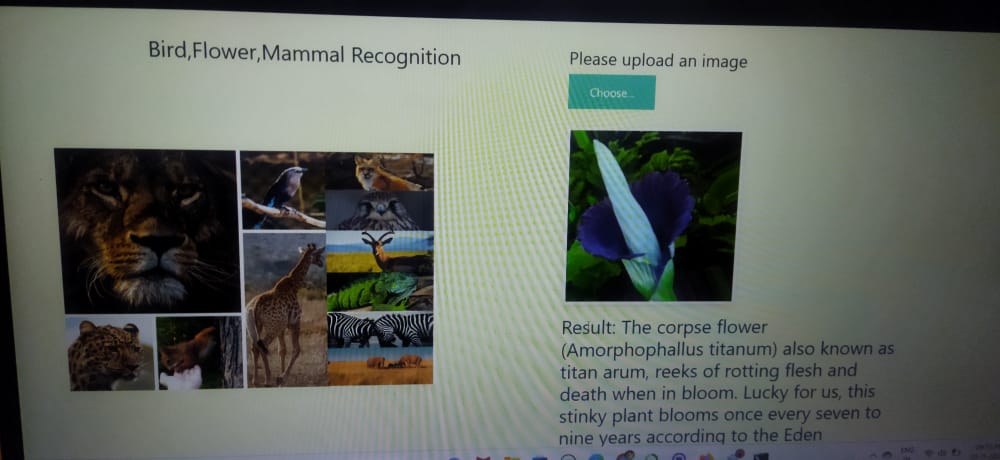 Bird,Flower,Mammal Recognition
Please upload an image
Choose...
Result: The corpse flower
(Amorphophallus titanum) also known as
titan arum, reeks of rotting flesh and
death when in bloom. Lucky for us, this
stinky plant blooms once every seven to
nine years according to the Eden
ENG